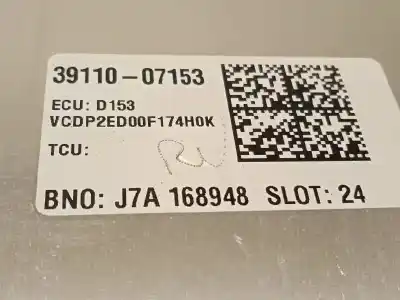 39110-07153
ECU: D153
VCDP2ED00F174H0K
TCU:
BNO: J7A 168948 SLOT: 24